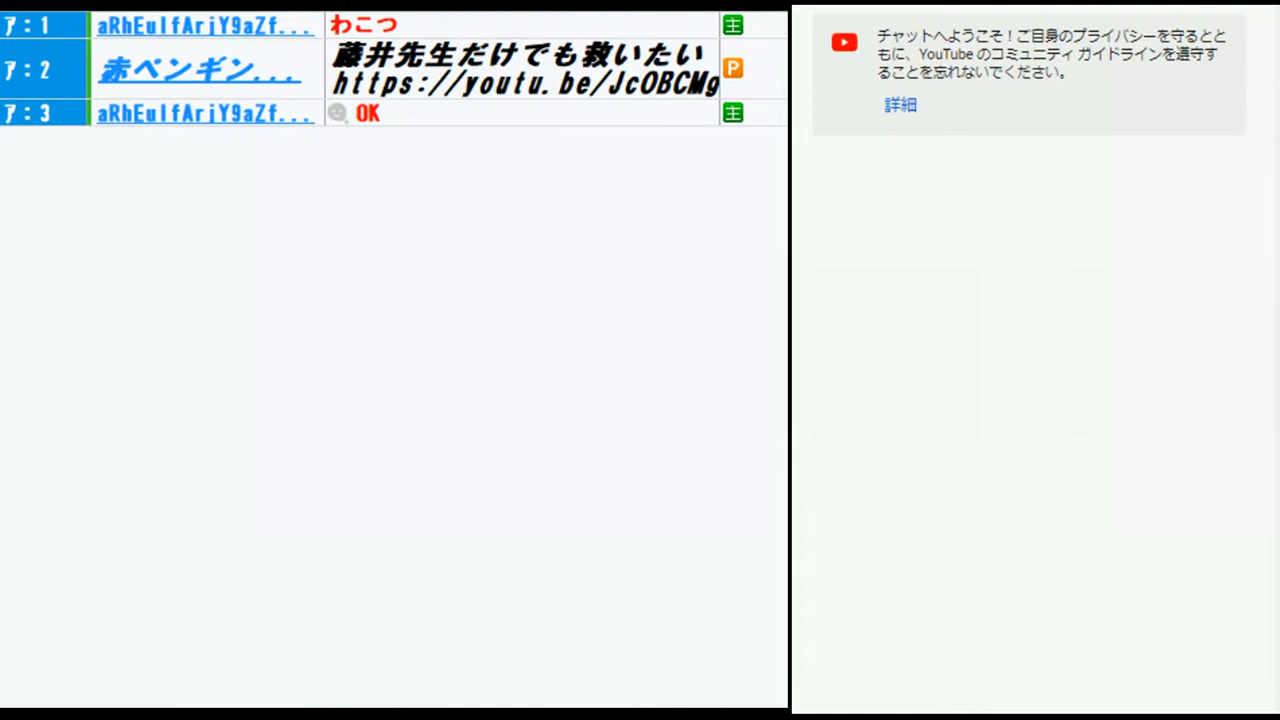 ア:1 aRhEuIfArjY9aZf... わこつ 主
ア:2 赤ペンギン... 藤井先生だけでも救いたい P
https://youtu.be/JcOBCMg
ア:3 aRhEuIfArjY9aZf... OK 主
チャットへようこそ！ご自身のプライバシーを守るとと
もに、YouTube のコミュニティ ガイドラインを遵守す
ることを忘れないでください。
詳細